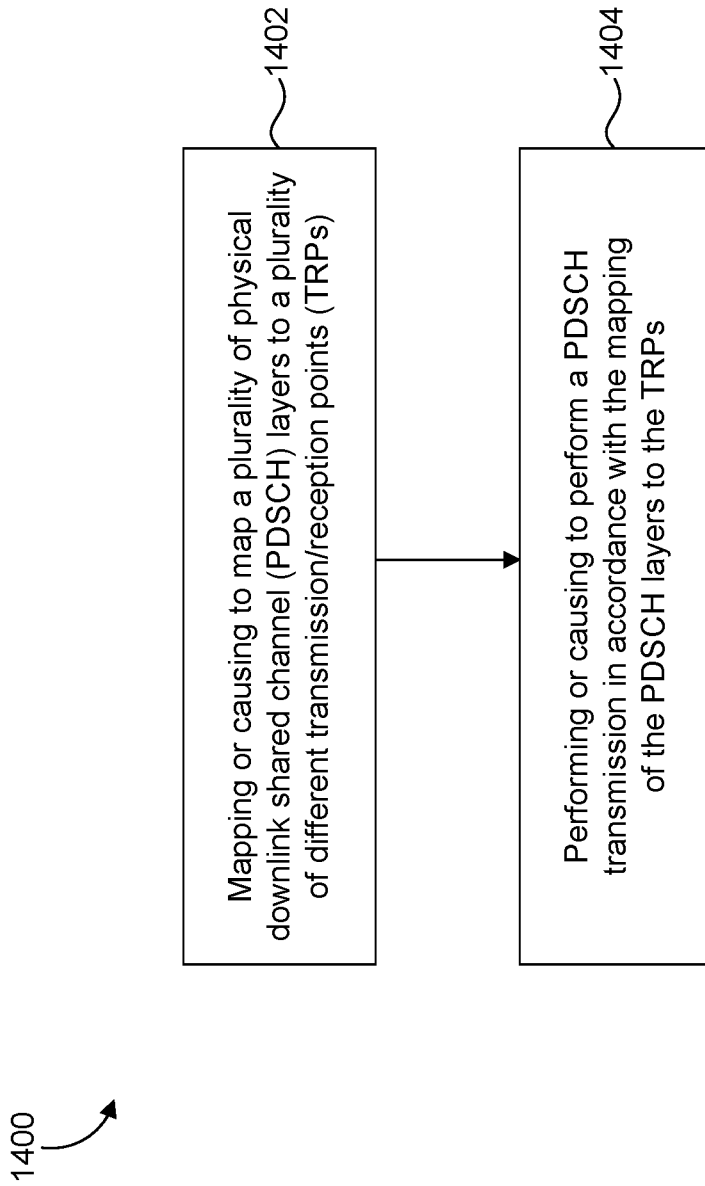 1400
Mapping or causing to map a plurality of physical
downlink shared channel (PDSCH) layers to a plurality
of different transmission/reception points (TRPs)
1402
Performing or causing to perform a PDSCH
transmission in accordance with the mapping
of the PDSCH layers to the TRPs
1404